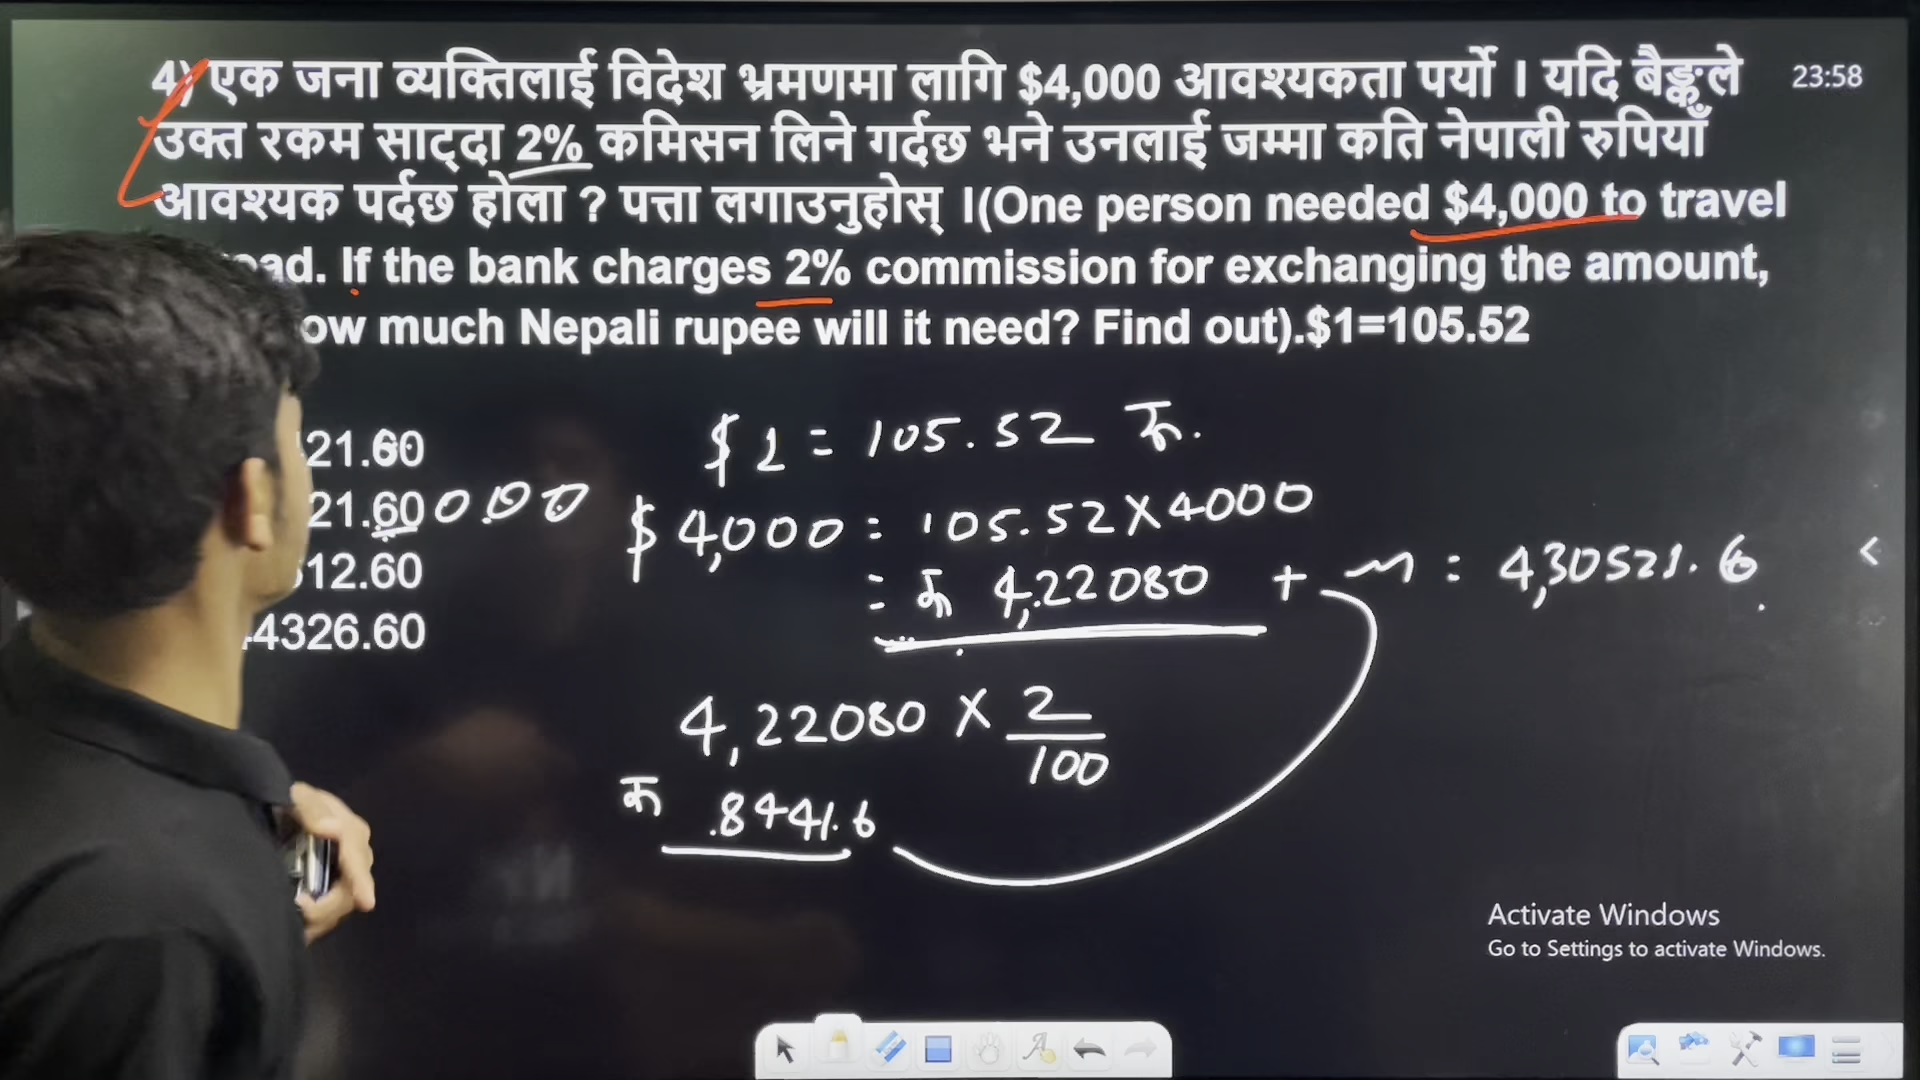 4) एक जना व्यक्तिलाई विदेश भ्रमणमा लागि $4,000 आवश्यकता पर्यो । यदि बैङ्कले
23:58
उक्त रकम साट्दा 2% कमिसन लिने गर्दछ भने उनलाई जम्मा कति नेपाली रुपियाँ
आवश्यक पर्दछ होला ? पत्ता लगाउनुहोस् ।(One person needed $4,000 to travel
If the bank charges 2% commission for exchanging the amount,
much Nepali rupee will it need? Find out).$1=105.52
21.60
21.60 0.00
12.60
4326.60
$ 1 = 105.52 रु.
$ 4,000 = 105.52 × 4000
= रु 4,22080 + = 4,30521.6
4,22080 × 2/100
रु 8441.6
Activate Windows
Go to Settings to activate Windows.